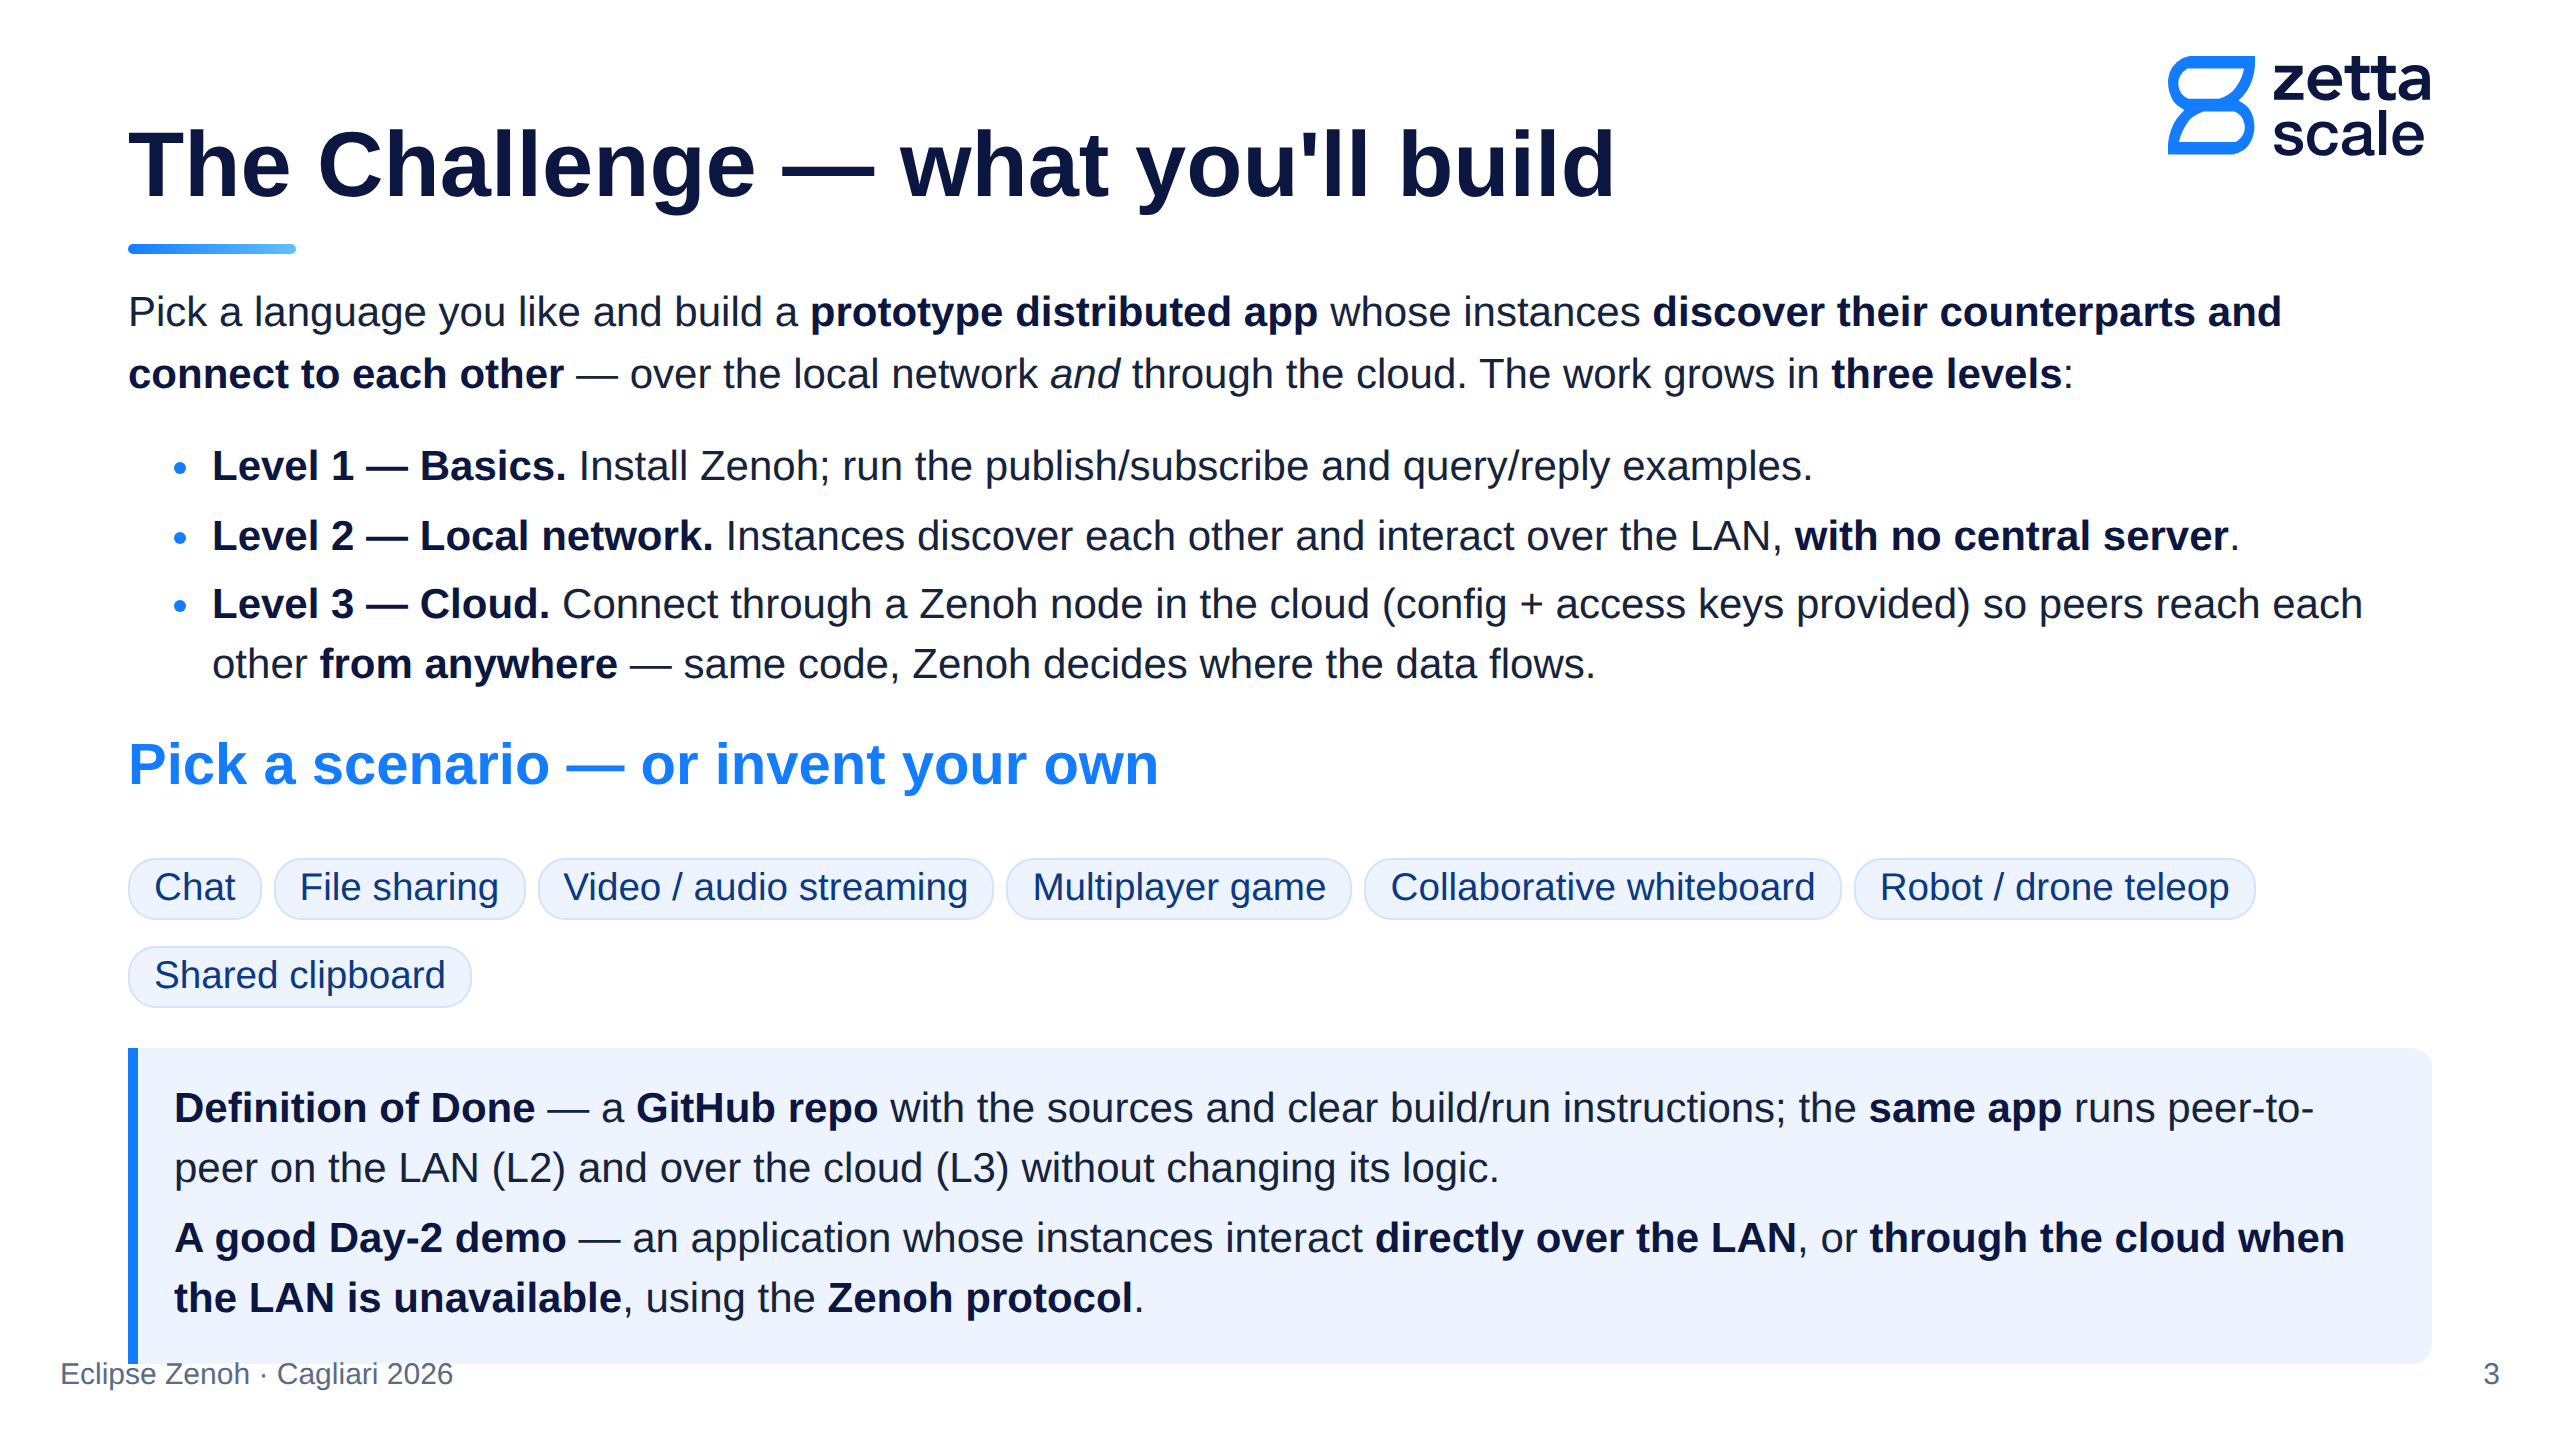 zetta
scale
The Challenge — what you'll build
Pick a language you like and build a prototype distributed app whose instances discover their counterparts and
connect to each other — over the local network and through the cloud. The work grows in three levels:
• Level 1 — Basics. Install Zenoh; run the publish/subscribe and query/reply examples.
• Level 2 — Local network. Instances discover each other and interact over the LAN, with no central server.
• Level 3 — Cloud. Connect through a Zenoh node in the cloud (config + access keys provided) so peers reach each
other from anywhere — same code, Zenoh decides where the data flows.
Pick a scenario — or invent your own
Chat File sharing Video / audio streaming Multiplayer game Collaborative whiteboard Robot / drone teleop
Shared clipboard
Definition of Done — a GitHub repo with the sources and clear build/run instructions; the same app runs peer-to-
peer on the LAN (L2) and over the cloud (L3) without changing its logic.
A good Day-2 demo — an application whose instances interact directly over the LAN, or through the cloud when
the LAN is unavailable, using the Zenoh protocol.
Eclipse Zenoh · Cagliari 2026 3